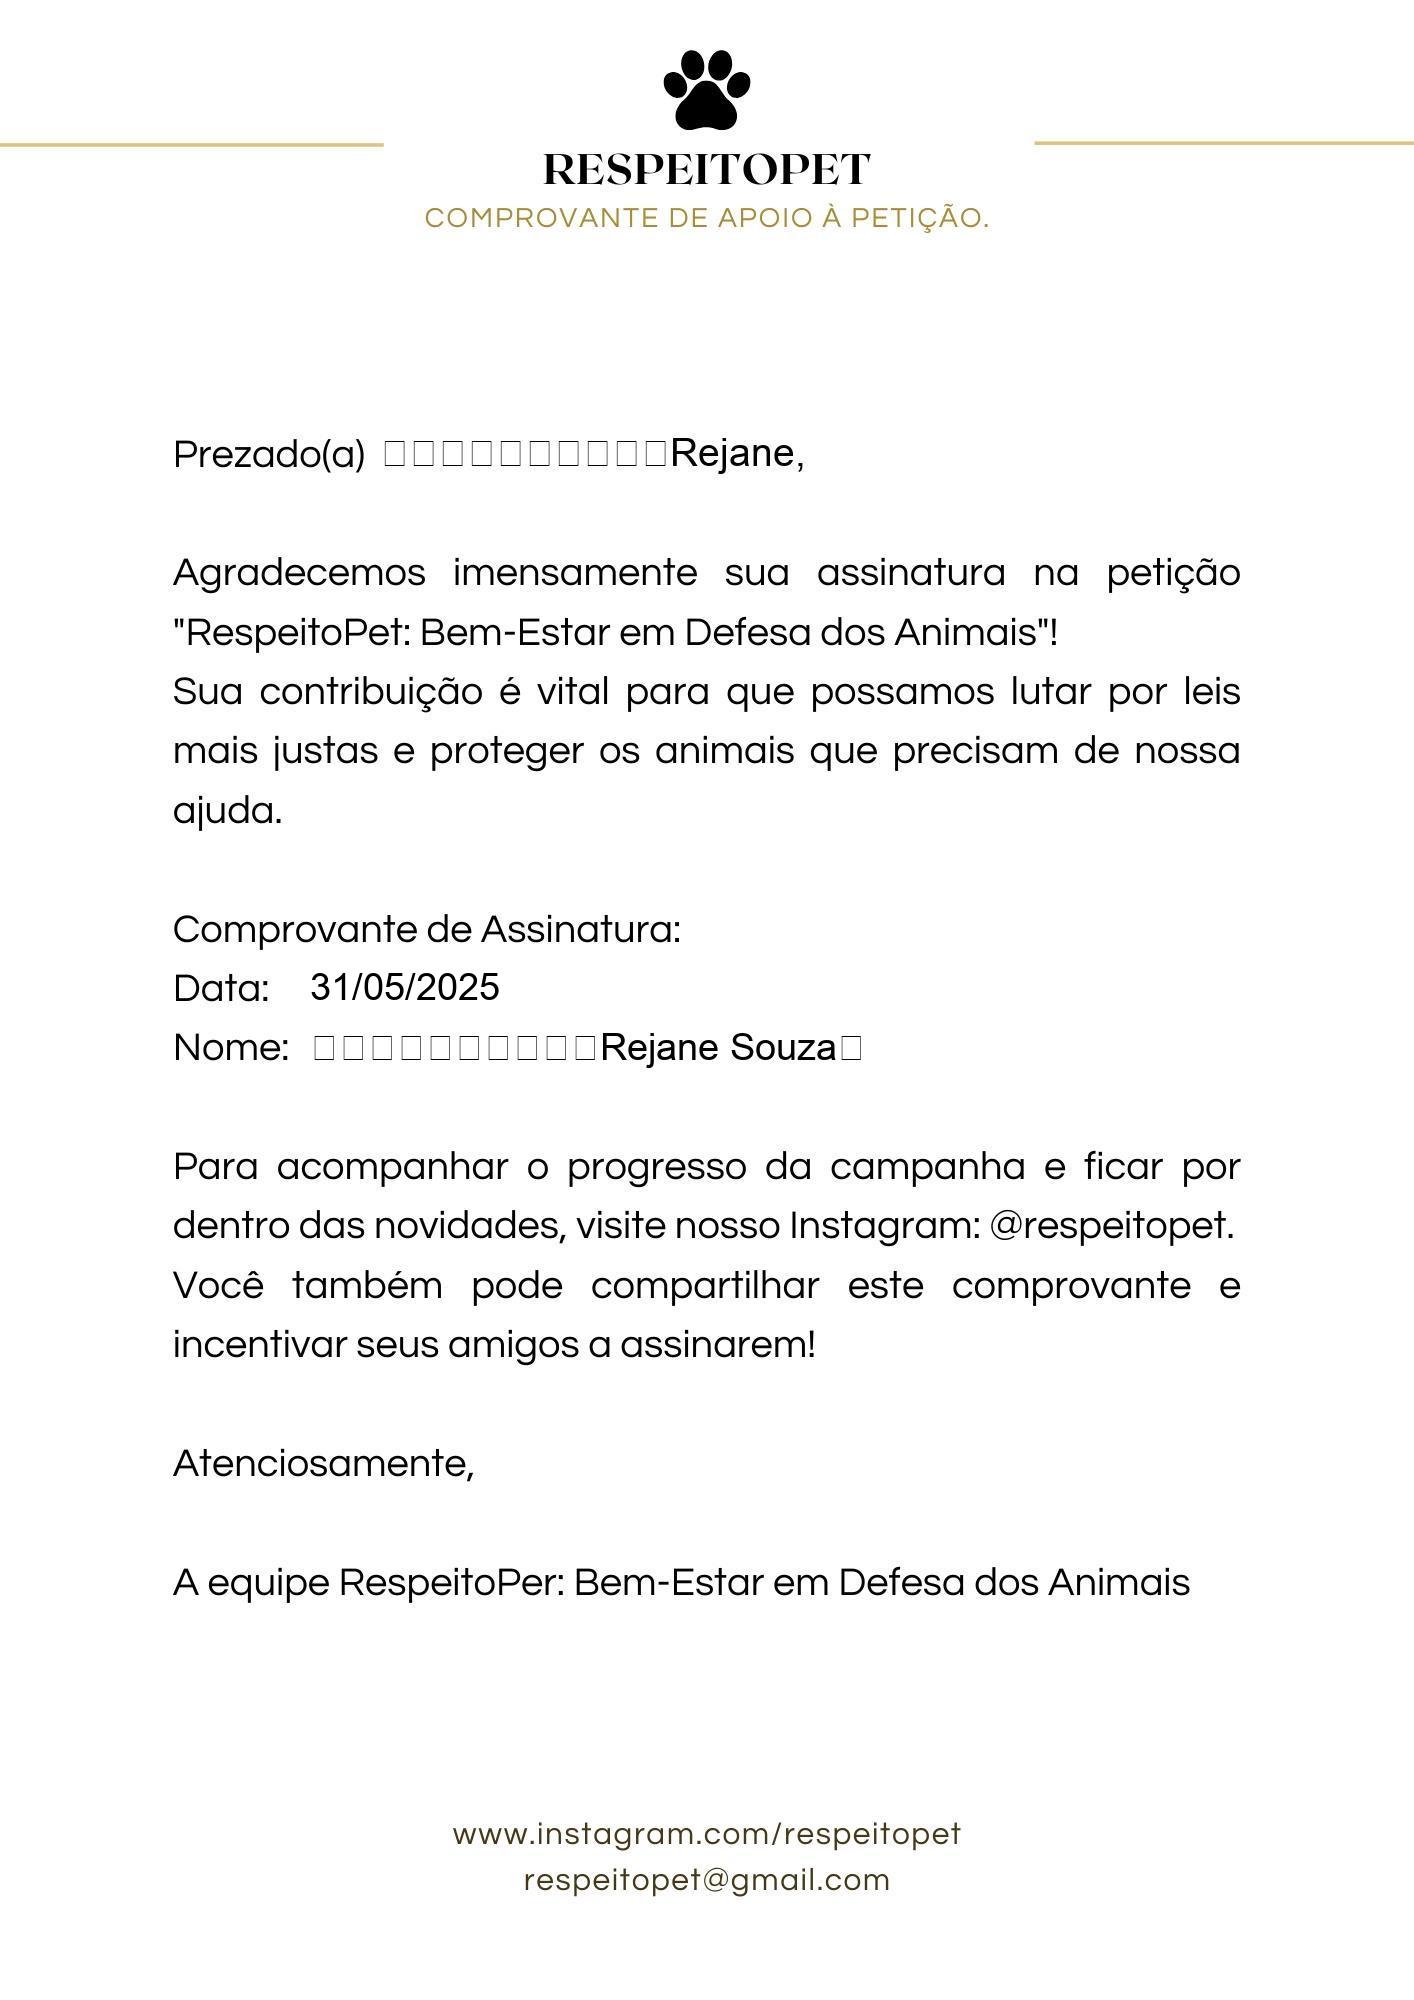 RESPEITOPET
COMPROVANTE DE APOIO À PETIÇÃO.
Prezado(a) □□□□□□□□□□Rejane,
Agradecemos imensamente sua assinatura na petição
"RespeitoPet: Bem-Estar em Defesa dos Animais"!
Sua contribuição é vital para que possamos lutar por leis
mais justas e proteger os animais que precisam de nossa
ajuda.
Comprovante de Assinatura:
Data: 31/05/2025
Nome: □□□□□□□□□□Rejane Souza□
Para acompanhar o progresso da campanha e ficar por
dentro das novidades, visite nosso Instagram: @respeitopet.
Você também pode compartilhar este comprovante e
incentivar seus amigos a assinarem!
Atenciosamente,
A equipe RespeitoPer: Bem-Estar em Defesa dos Animais
www.instagram.com/respeitopet
respeitopet@gmail.com